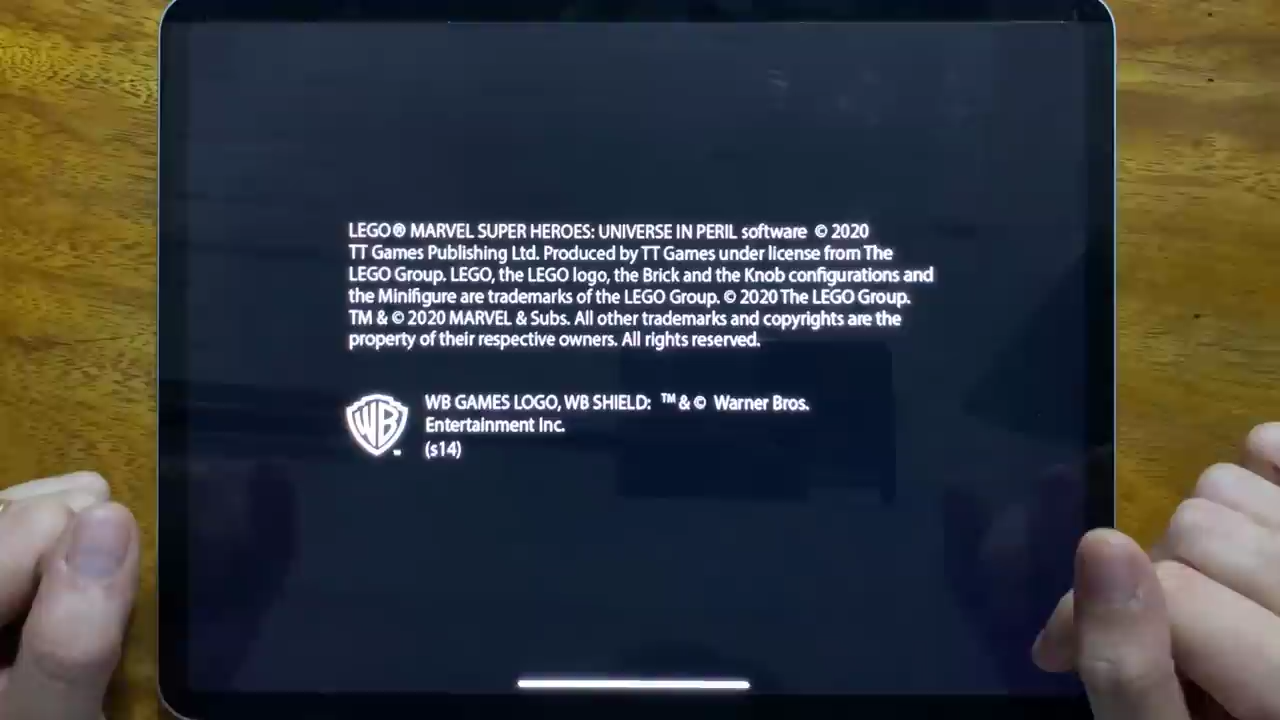 LEGO® MARVEL SUPER HEROES: UNIVERSE IN PERIL software © 2020
TT Games Publishing Ltd. Produced by TT Games under license from The
LEGO Group. LEGO, the LEGO logo, the Brick and the Knob configurations and
the Minifigure are trademarks of the LEGO Group. © 2020 The LEGO Group.
TM & © 2020 MARVEL & Subs. All other trademarks and copyrights are the
property of their respective owners. All rights reserved.
WB
WB GAMES LOGO, WB SHIELD: ™ & © Warner Bros.
Entertainment Inc.
(s14)